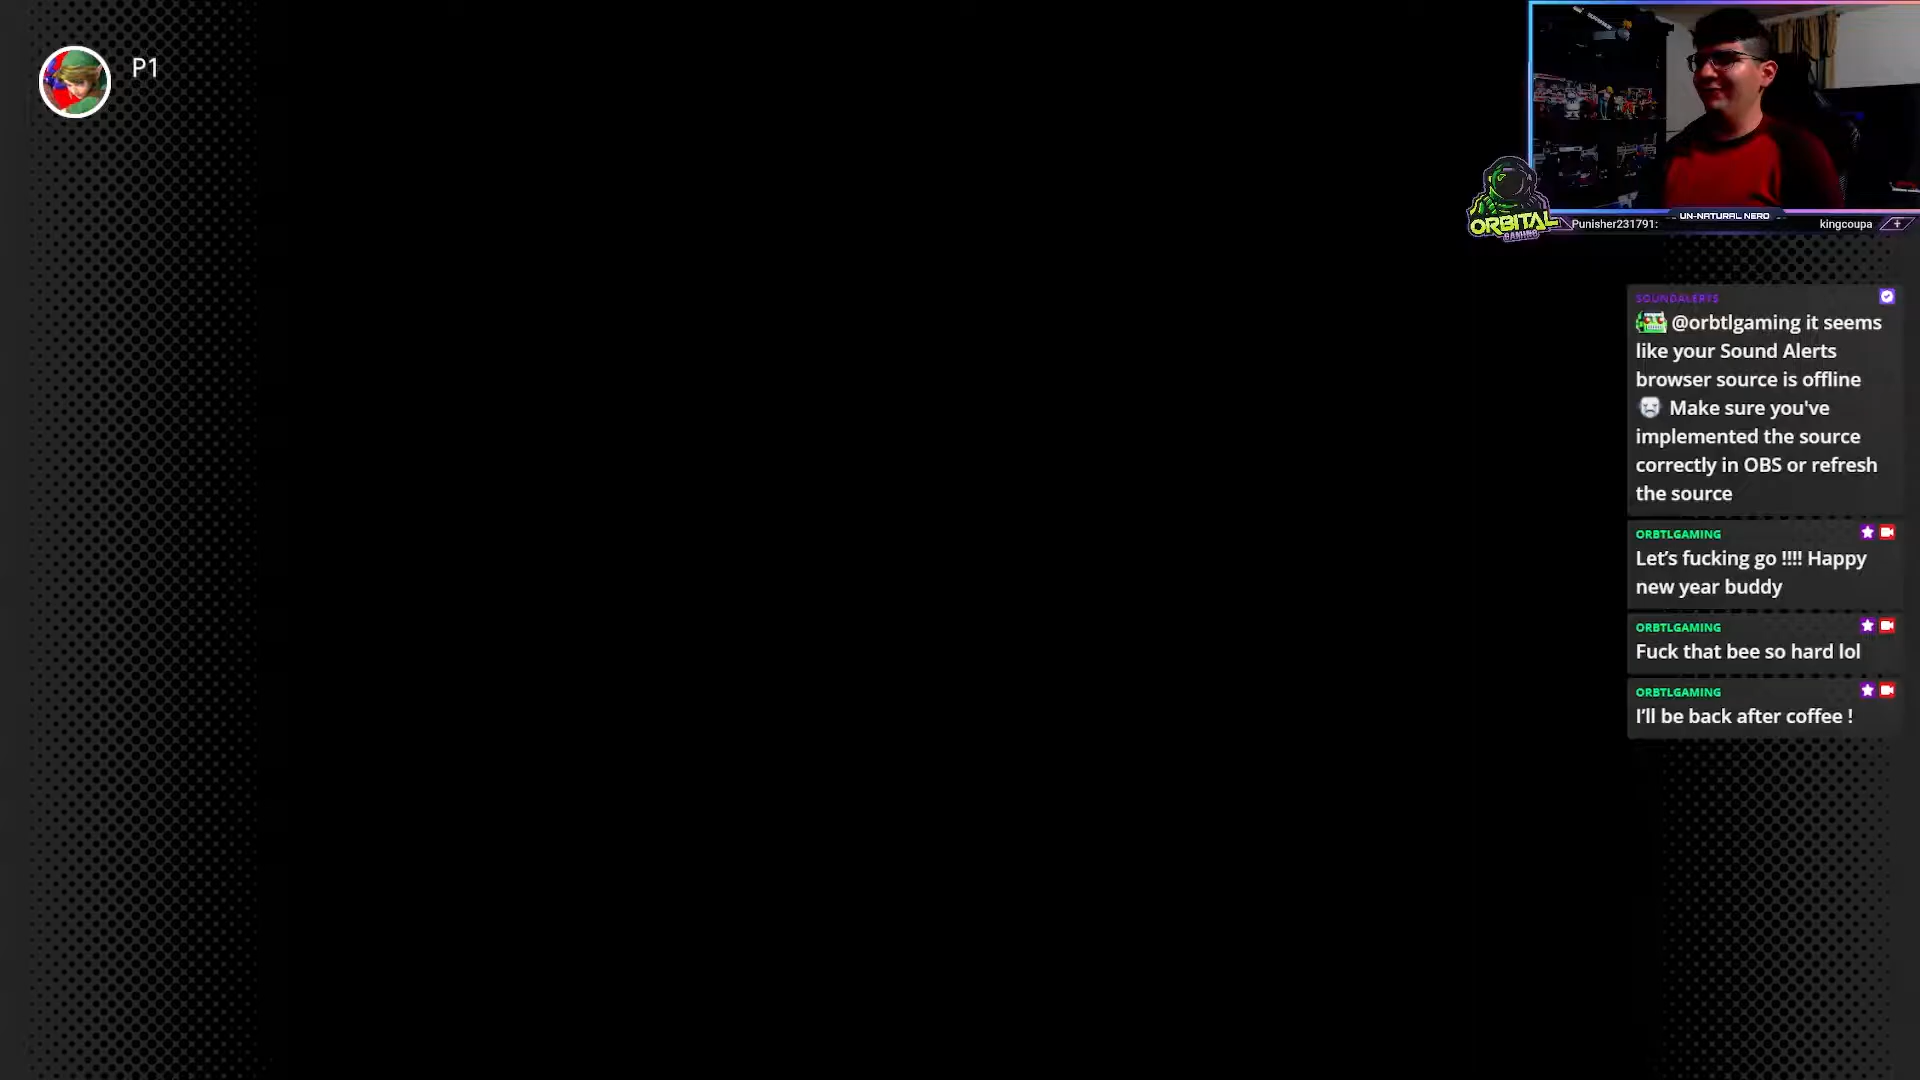 P1
ORBITAL
GAMING
UN-NATURAL NERD
Punisher231791:
kingcoupa
SOUNDALERTS
@orbtlgaming it seems
like your Sound Alerts
browser source is offline
Make sure you've
implemented the source
correctly in OBS or refresh
the source
ORBTLGAMING
Let’s fucking go !!!! Happy
new year buddy
ORBTLGAMING
Fuck that bee so hard lol
ORBTLGAMING
I’ll be back after coffee !